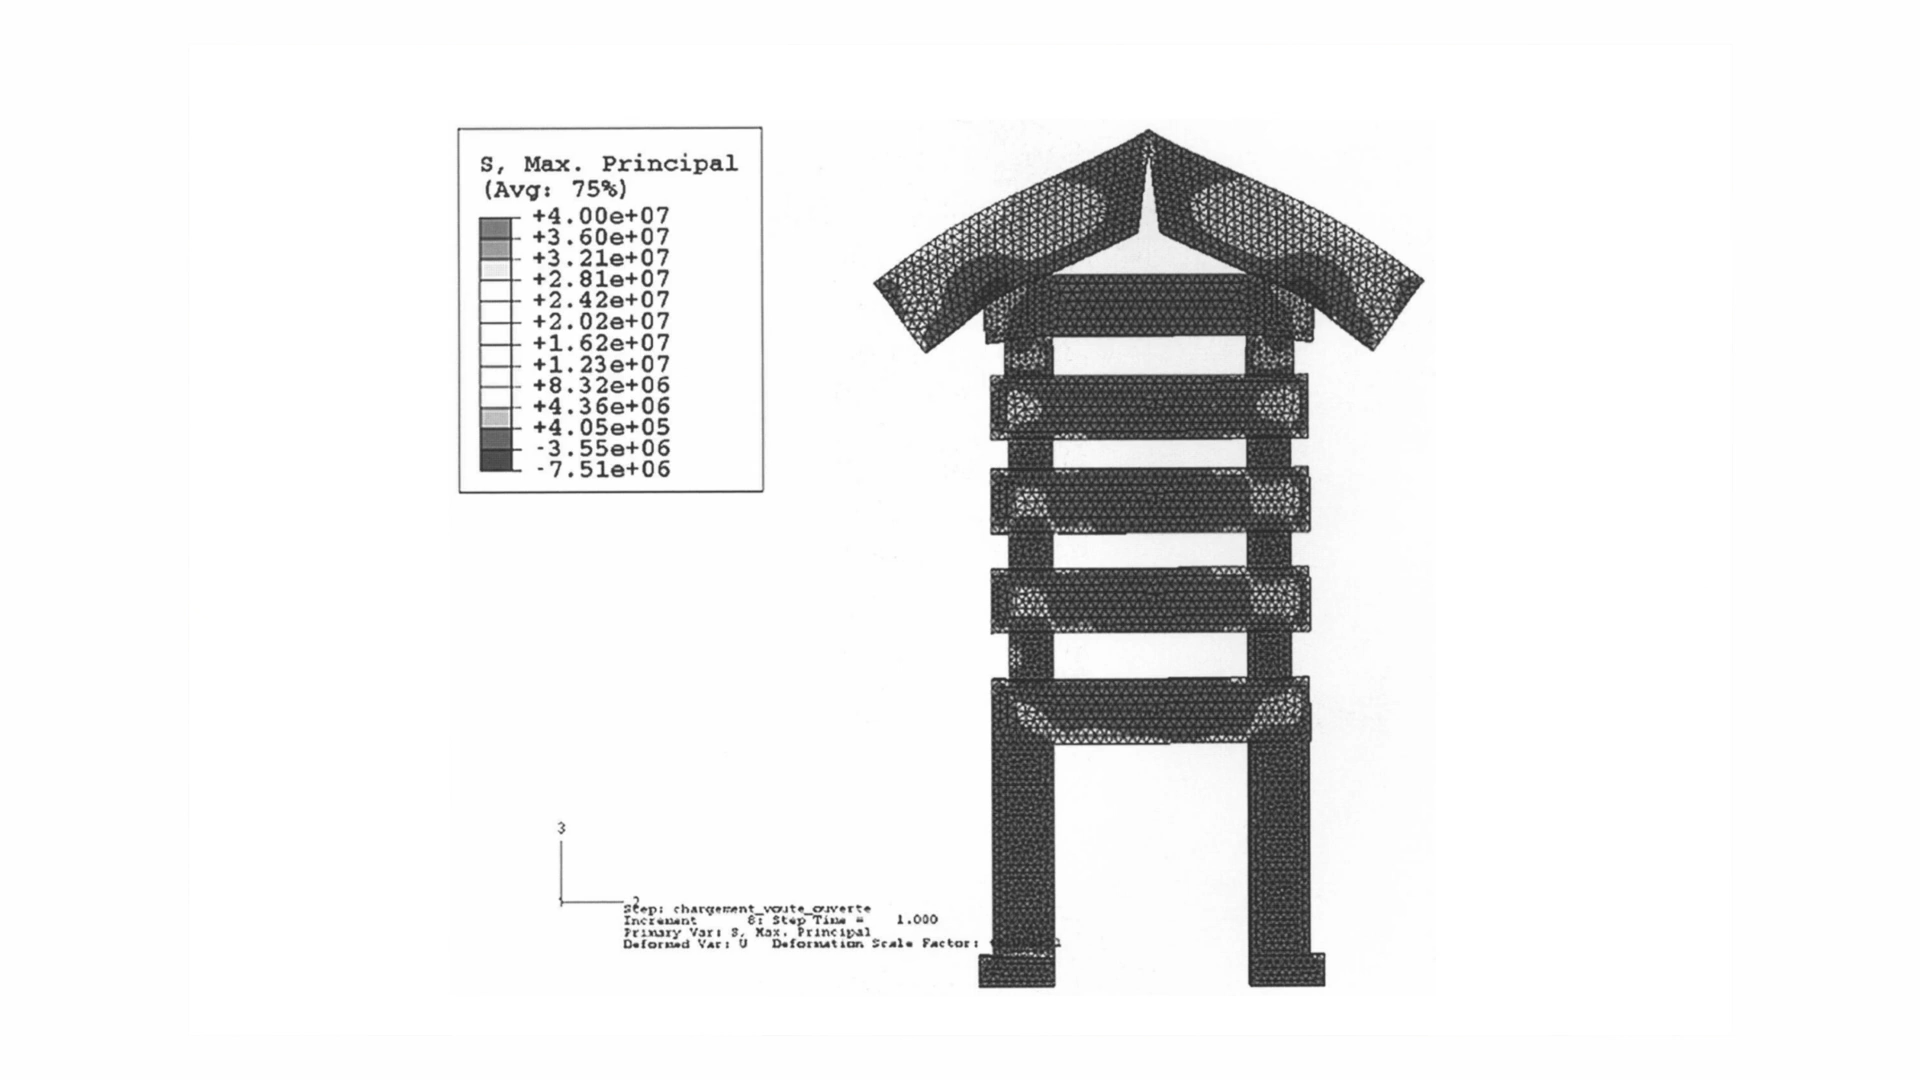 S, Max. Principal
(Avg: 75%)
+4.00e+07
+3.60e+07
+3.21e+07
+2.81e+07
+2.42e+07
+2.02e+07
+1.62e+07
+1.23e+07
+8.32e+06
+4.36e+06
+4.05e+05
-3.55e+06
-7.51e+06
3
2
Step: chargement_voute_ouverte
Increment 8: Step Time = 1.000
Primary Var: S, Max. Principal
Deformed Var: U Deformation Scale Factor: